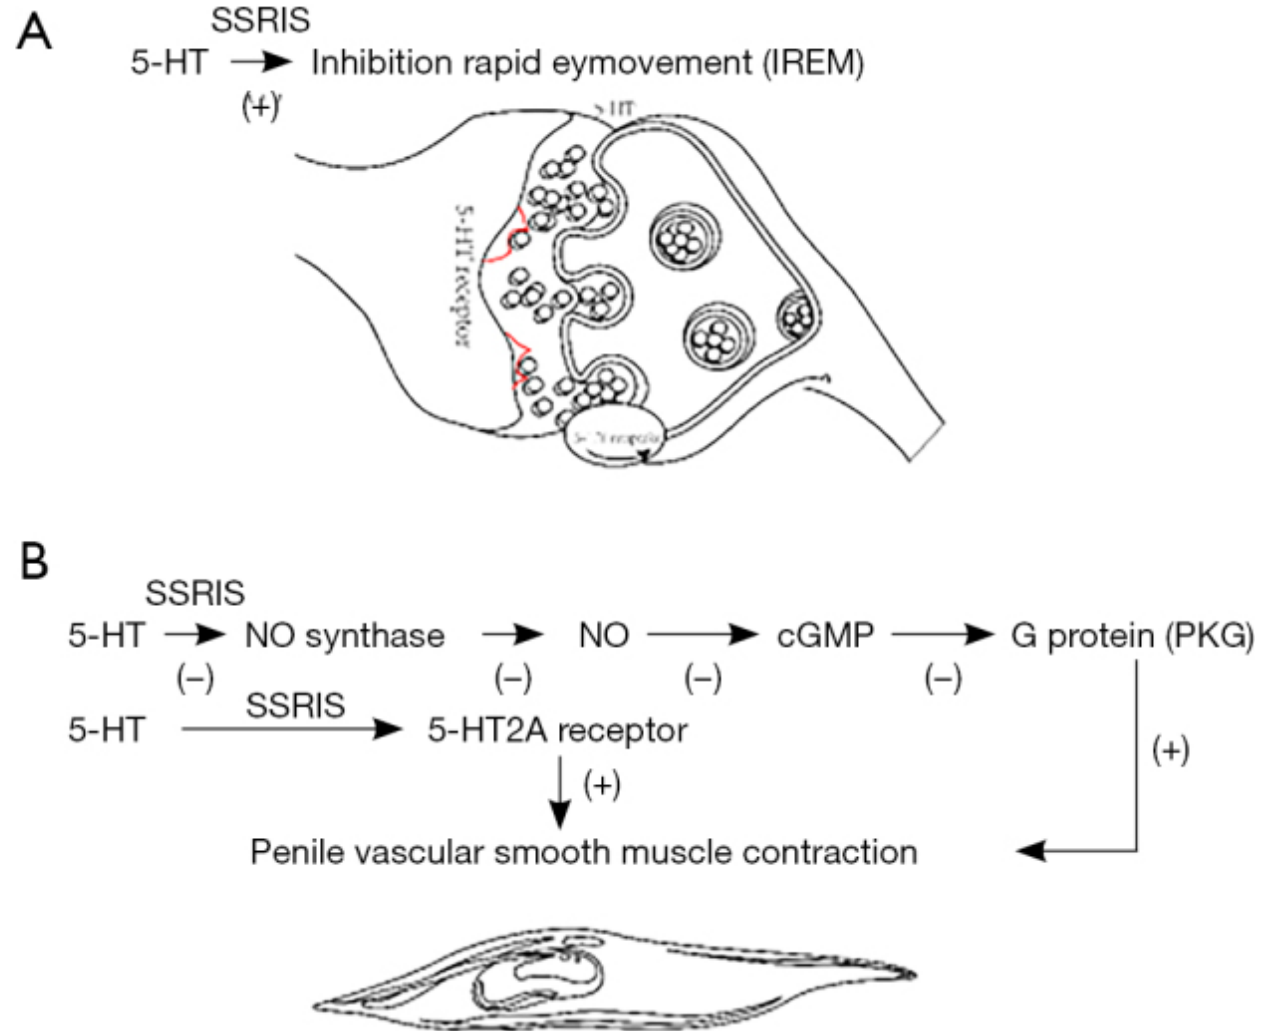 A
SSRIS
5-HT Inhibition rapid eymovement (IREM)
(+)
5-HT
5-HT receptor
B
SSRIS
5-HT NO synthase NO cGMP G protein (PKG)
(–) (–) (–) (–)
SSRIS
5-HT 5-HT2A receptor
(+)
(+)
Penile vascular smooth muscle contraction